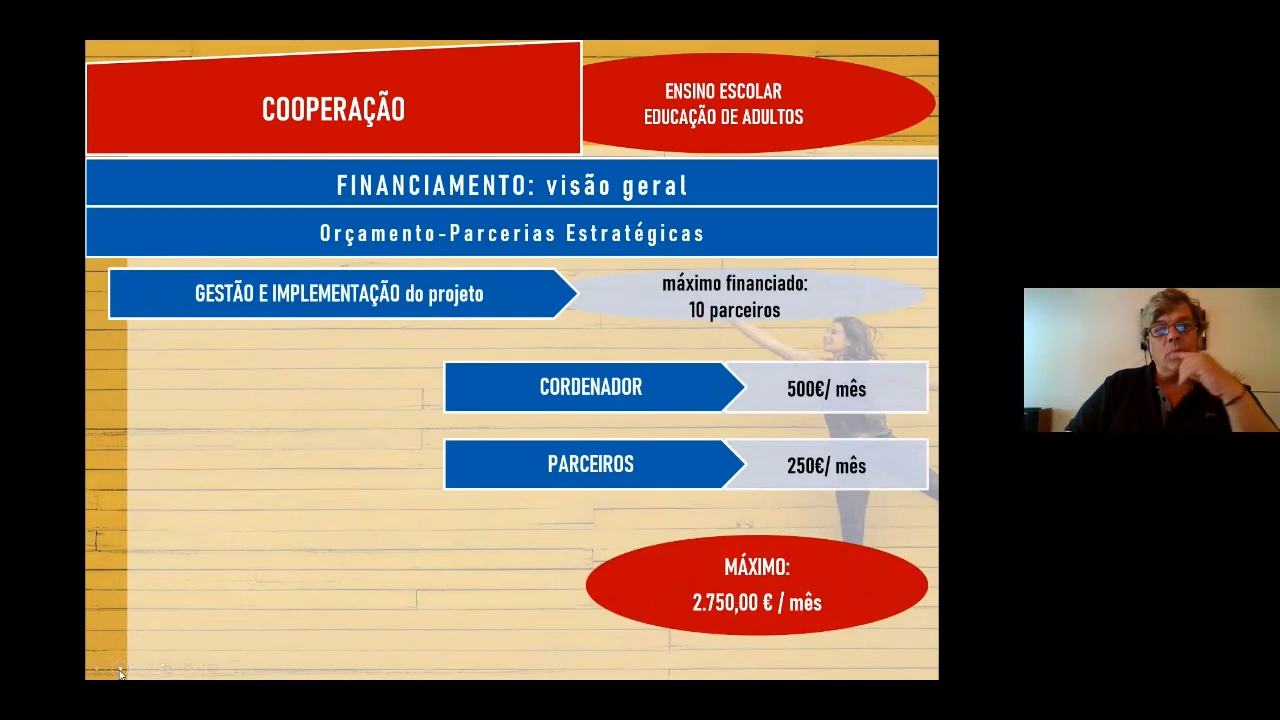 COOPERAÇÃO
ENSINO ESCOLAR
EDUCAÇÃO DE ADULTOS
FINANCIAMENTO: visão geral
Orçamento-Parcerias Estratégicas
GESTÃO E IMPLEMENTAÇÃO do projeto
máximo financiado:
10 parceiros
CORDENADOR
500€/ mês
PARCEIROS
250€/ mês
MÁXIMO:
2.750,00 € / mês